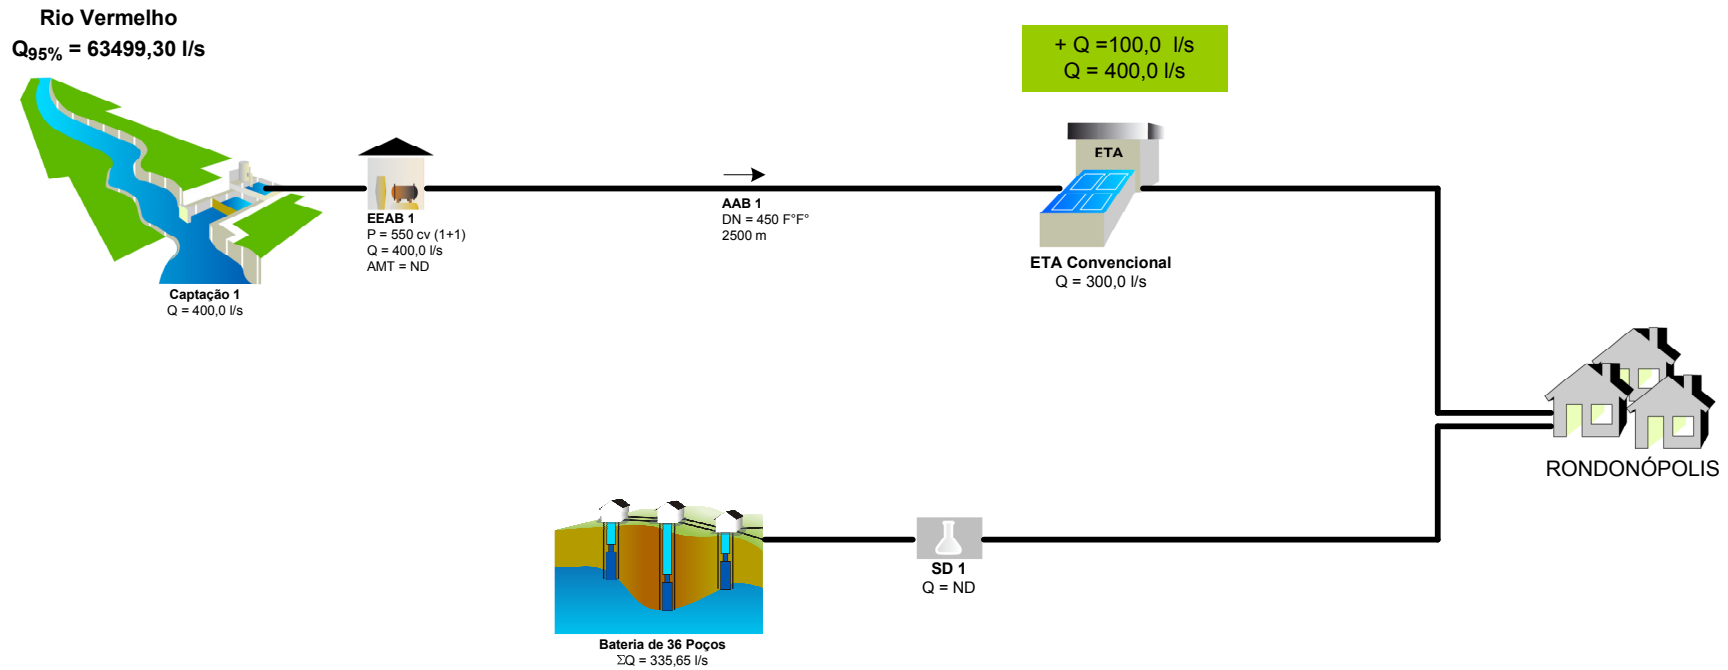 Rio Vermelho
Q95% = 63499,30 l/s
+ Q =100,0 l/s
Q = 400,0 l/s
ETA
EEAB 1
P = 550 cv (1+1)
Q = 400,0 l/s
AMT = ND
AAB 1
DN = 450 F°F°
2500 m
ETA Convencional
Q = 300,0 l/s
Captação 1
Q = 400,0 l/s
RONDONÓPOLIS
SD 1
Q = ND
Bateria de 36 Poços
ΣQ = 335,65 l/s